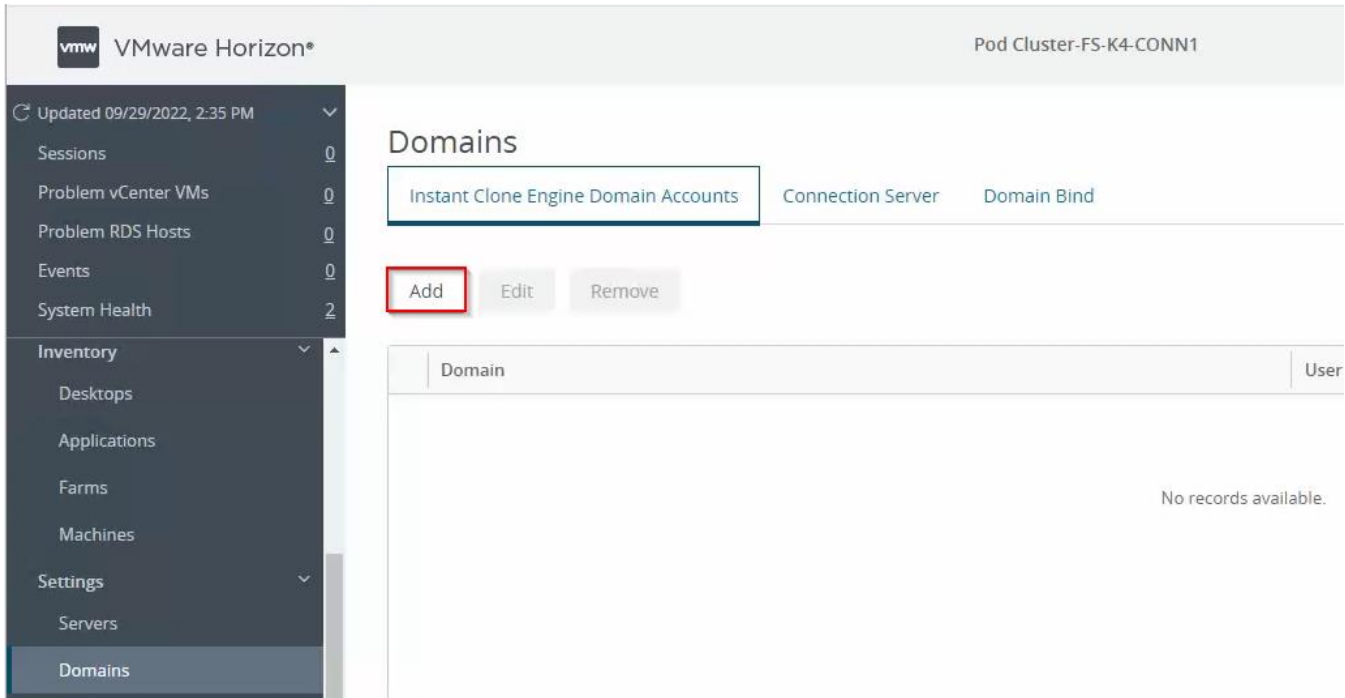 vmw VMware Horizon® Pod Cluster-FS-K4-CONN1
Updated 09/29/2022, 2:35 PM
Sessions 0
Problem vCenter VMs 0
Problem RDS Hosts 0
Events 0
System Health 2
Inventory
Desktops
Applications
Farms
Machines
Settings
Servers
Domains
Domains
Instant Clone Engine Domain Accounts Connection Server Domain Bind
Add Edit Remove
Domain User
No records available.